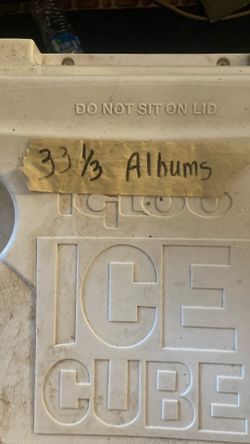 DO NOT SIT ON LID
33 1/3 Albums
IGLOO
ICE
CUBE